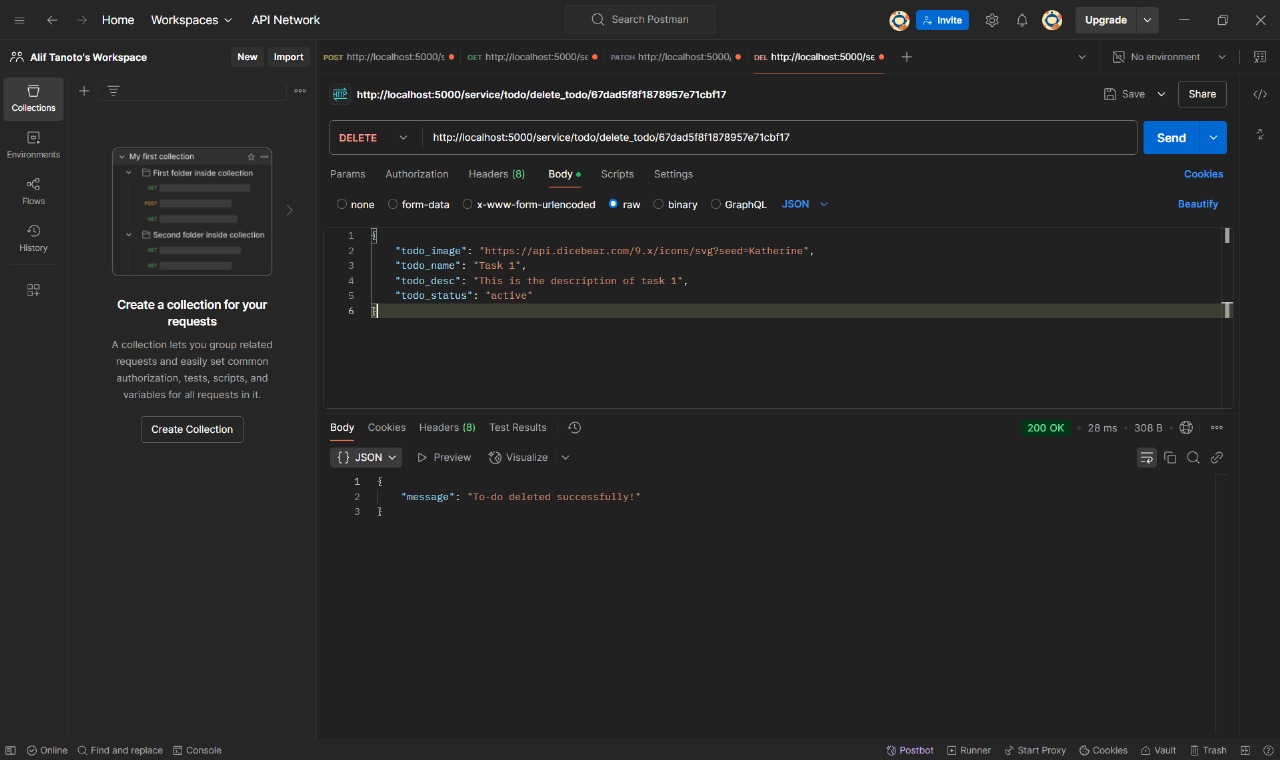 Home Workspaces API Network Search Postman Invite Upgrade
Alif Tanoto's Workspace New Import POST http://localhost:5000/s GET http://localhost:5000/se PATCH http://localhost:5000/ DEL http://localhost:5000/se No environment
Collections
Environments
Flows
History
My first collection
First folder inside collection
GET
POST
GET
Second folder inside collection
GET
GET
Create a collection for your
requests
A collection lets you group related
requests and easily set common
authorization, tests, scripts, and
variables for all requests in it.
Create Collection
HTTP http://localhost:5000/service/todo/delete_todo/67dad5f8f1878957e71cbf17 Save Share
DELETE http://localhost:5000/service/todo/delete_todo/67dad5f8f1878957e71cbf17 Send
Params Authorization Headers (8) Body Scripts Settings Cookies
none form-data x-www-form-urlencoded raw binary GraphQL JSON Beautify
1 {
2 "todo_image": "https://api.dicebear.com/9.x/icons/svg?seed=Katherine",
3 "todo_name": "Task 1",
4 "todo_desc": "This is the description of task 1",
5 "todo_status": "active"
6 }
Body Cookies Headers (8) Test Results 200 OK 28 ms 308 B
{} JSON Preview Visualize
1 {
2 "message": "To-do deleted successfully!"
3 }
Online Find and replace Console Postbot Runner Start Proxy Cookies Vault Trash